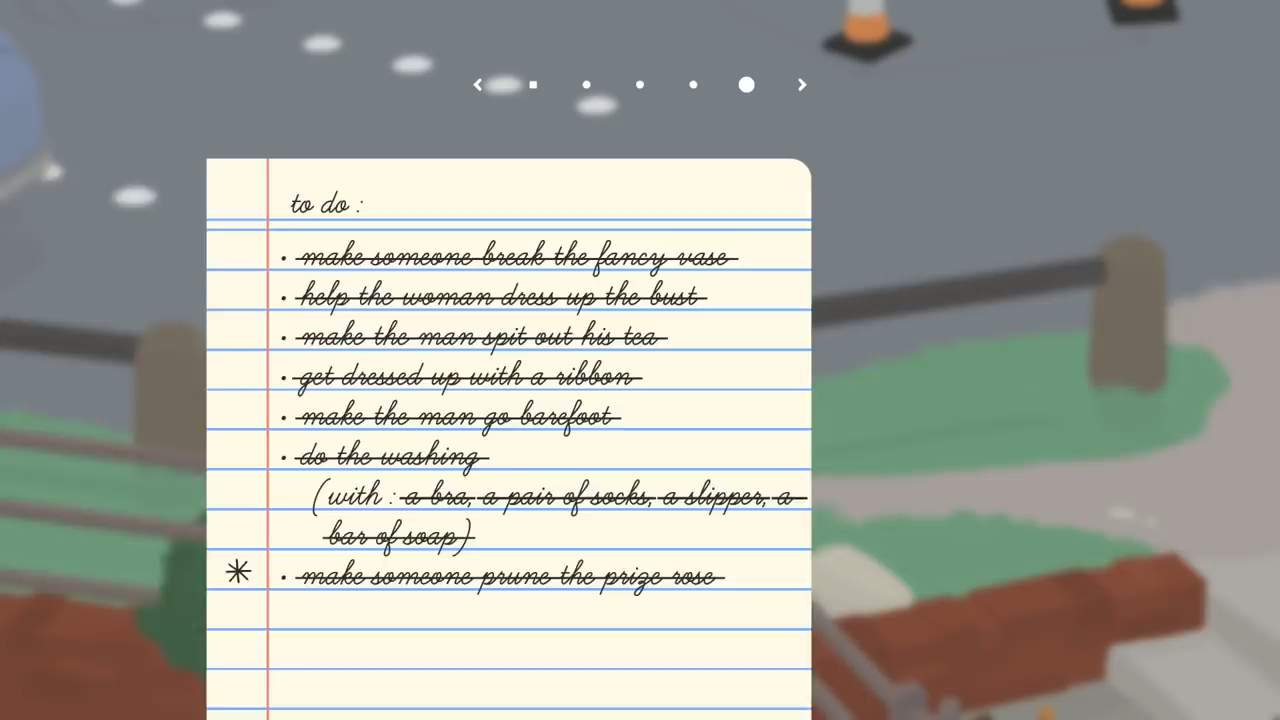 to do :
• make someone break the fancy vase
• help the woman dress up the bust
• make the man spit out his tea
• get dressed up with a ribbon
• make the man go barefoot
• do the washing
(with : a bra, a pair of socks, a slipper, a
bar of soap)
• make someone prune the prize rose